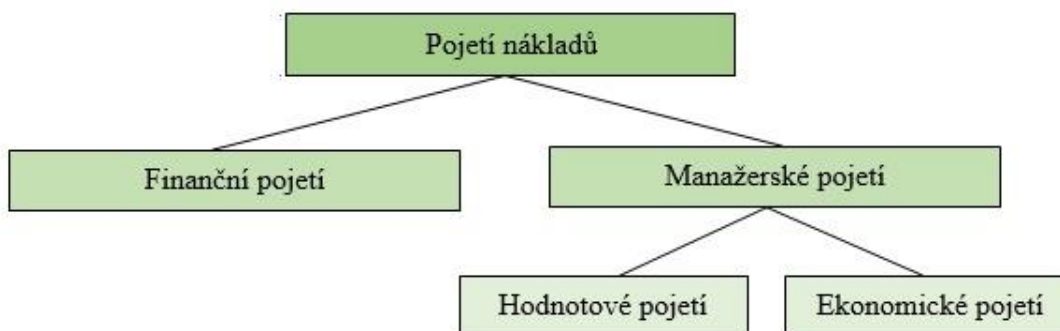 Pojetí nákladů
Finanční pojetí
Manažerské pojetí
Hodnotové pojetí
Ekonomické pojetí